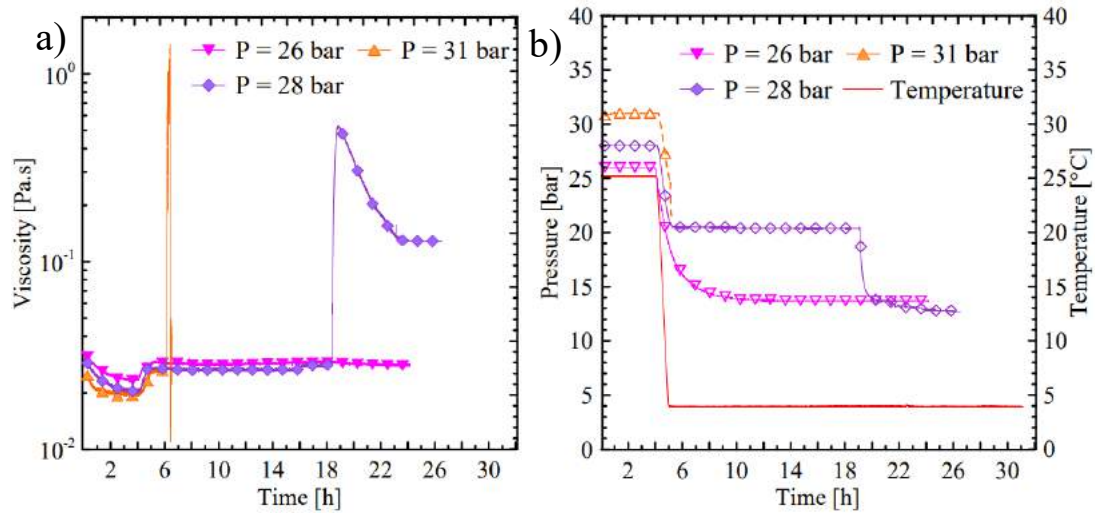 a)
P = 26 bar
P = 31 bar
P = 28 bar
10⁰
10⁻¹
10⁻²
Viscosity [Pa.s]
2 6 10 14 18 22 26 30
Time [h]
b)
P = 26 bar
P = 31 bar
P = 28 bar
Temperature
40
35
30
25
20
15
10
5
0
Pressure [bar]
40
35
30
25
20
15
10
5
0
Temperature [°C]
2 6 10 14 18 22 26 30
Time [h]